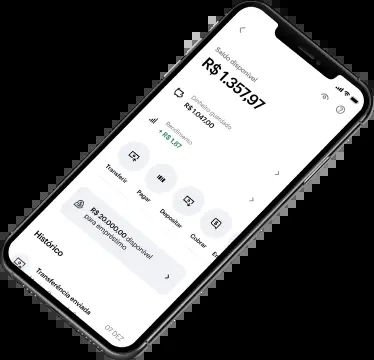 Saldo disponível
R$ 1.357,97
Dinheiro guardado
R$ 1.047,00
Rendimento
+ R$ 1,67
Transferir
Pagar
Depositar
Cobrar
R$ 20.000,00 disponível
para empréstimo
Histórico
Transferência enviada
07 DEZ